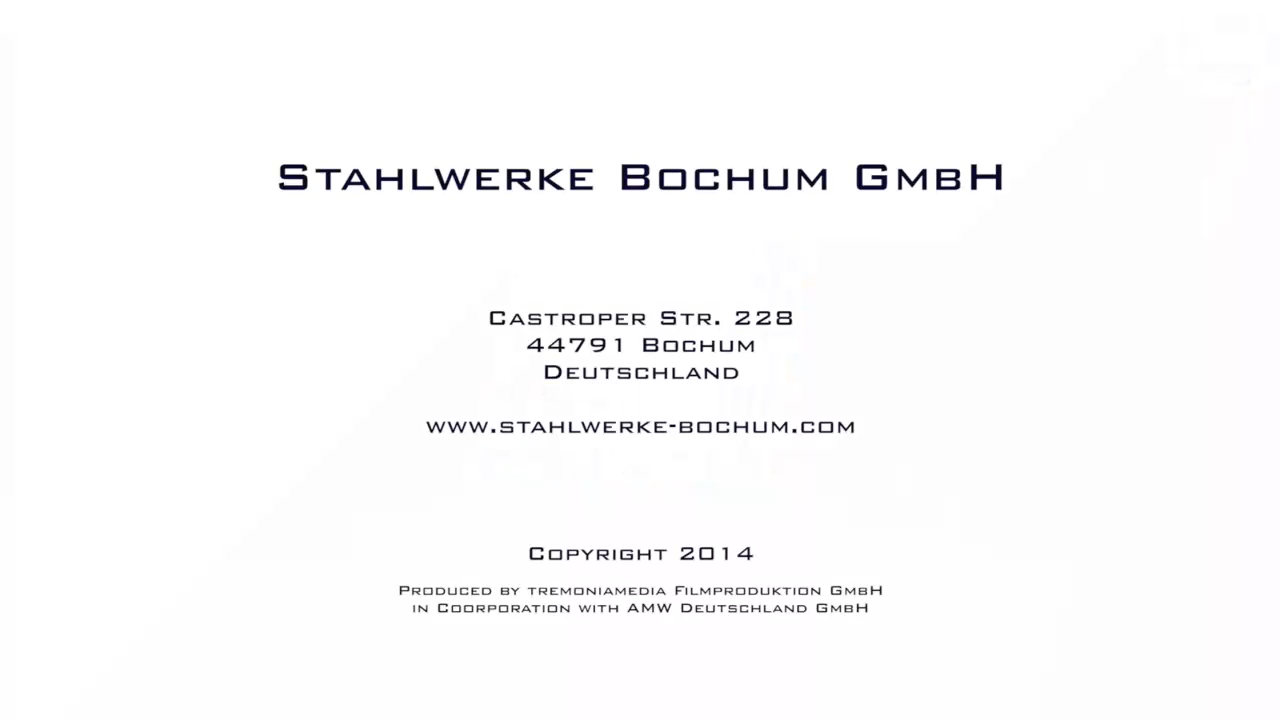 Stahlwerke Bochum GmbH
Castroper Str. 228
44791 Bochum
Deutschland
www.stahlwerke-bochum.com
Copyright 2014
Produced by tremoniamedia Filmproduktion GmbH
in Coorporation with AMW Deutschland GmbH